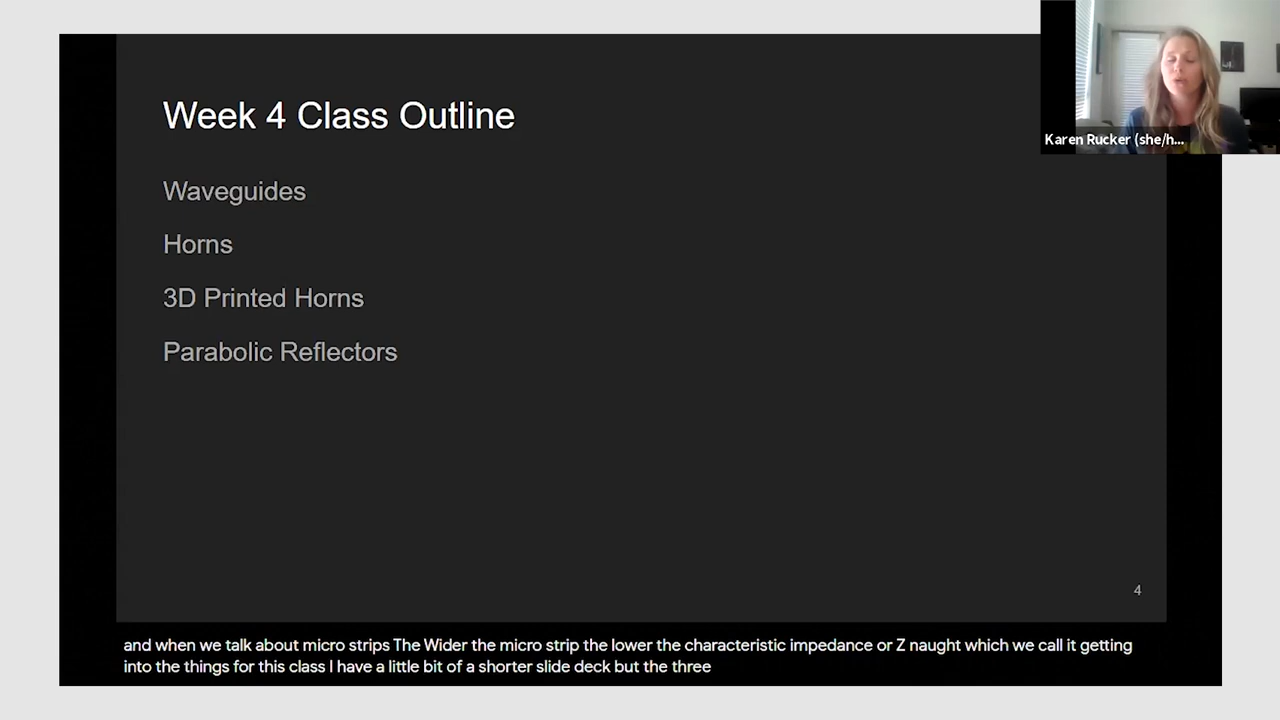 Week 4 Class Outline
Karen Rucker (she/h...
Waveguides
Horns
3D Printed Horns
Parabolic Reflectors
4
and when we talk about micro strips The Wider the micro strip the lower the characteristic impedance or Z naught which we call it getting
into the things for this class I have a little bit of a shorter slide deck but the three